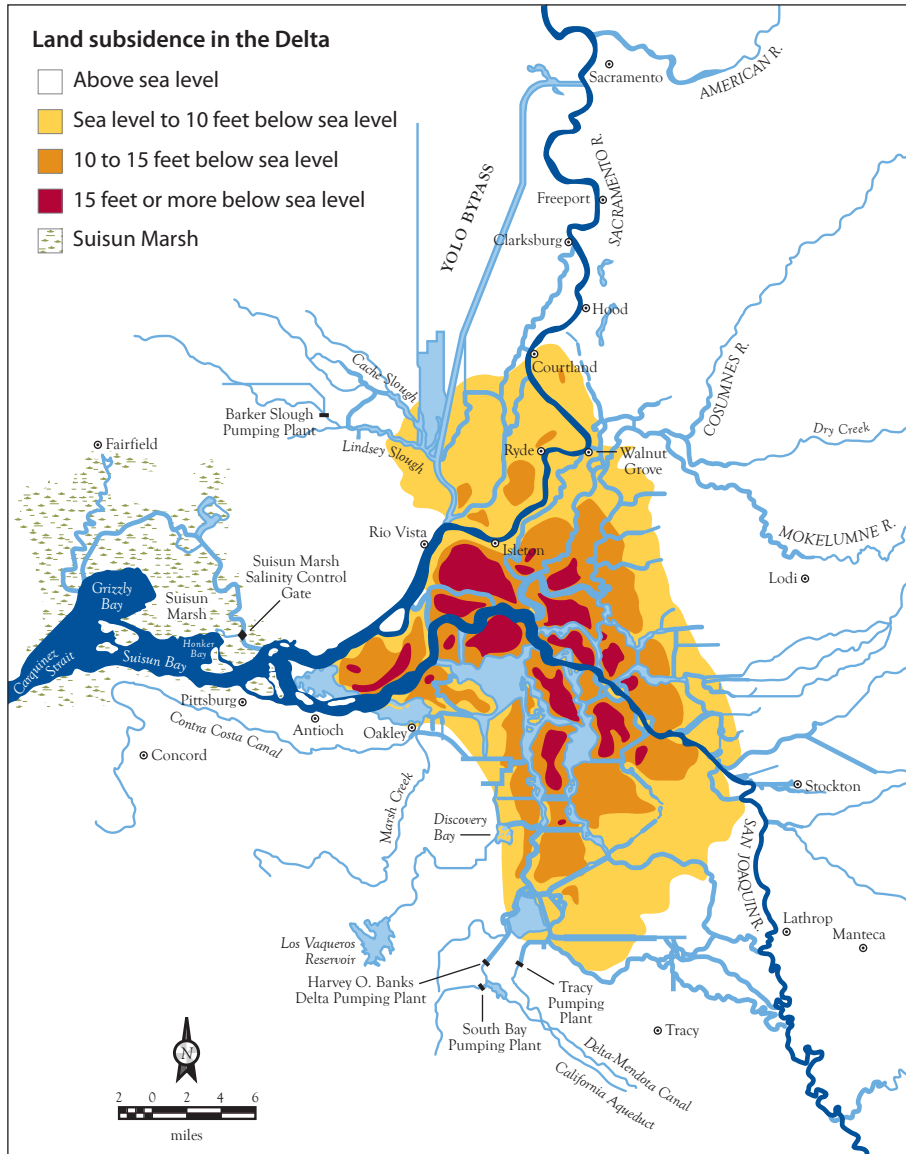 Land subsidence in the Delta
Above sea level
Sea level to 10 feet below sea level
10 to 15 feet below sea level
15 feet or more below sea level
Suisun Marsh
Sacramento
AMERICAN R.
SACRAMENTO R.
YOLO BYPASS
Freeport
Clarksburg
Hood
Courtland
COSUMNES R.
Cache Slough
Barker Slough
Pumping Plant
Lindsey Slough
Dry Creek
Fairfield
Ryde
Walnut
Grove
MOKELUMNE R.
Rio Vista
Isleton
Lodi
Suisun Marsh
Salinity Control
Gate
Grizzly
Bay
Suisun
Marsh
Honker
Bay
Suisun Bay
Carquinez
Strait
Pittsburg
Antioch
Oakley
Contra Costa Canal
Concord
Marsh Creek
Stockton
Discovery
Bay
SAN JOAQUIN R.
Los Vaqueros
Reservoir
Lathrop
Manteca
Harvey O. Banks
Delta Pumping Plant
Tracy
Pumping
Plant
South Bay
Pumping Plant
Tracy
Delta-Mendota Canal
California Aqueduct
N
2 0 2 4 6
miles